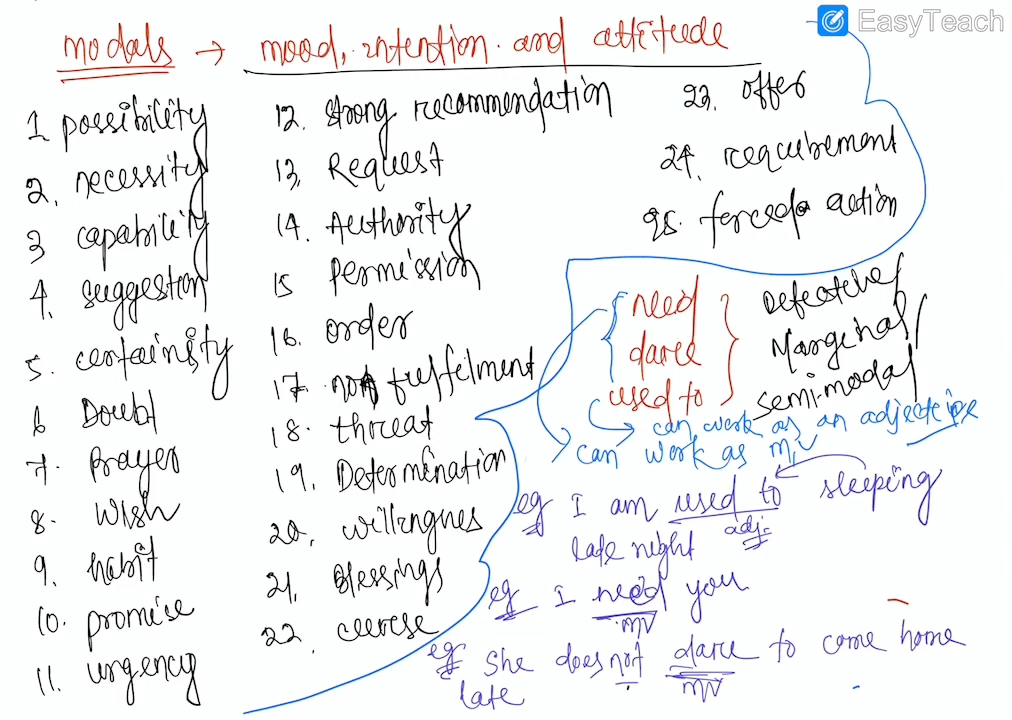 EasyTeach
modals → mood, intention and attitude
1 possibility
2. necessity
3 capability
4. suggestion
5. certainity
6 Doubt
7. Prayer
8. Wish
9. habit
10. promise
11. urgency
12. strong recommendation
13. Request
14. Authority
15 Permission
16. order
17. not fulfilment
18. threat
19. Determination
20. willingnes
21. Blessings
22. curse
23. offer
24. requirement
25. forced action
need
dare
used to
Defective
Marginal
semi-modal
can work as an adjective
can work as mv
eg I am used to sleeping
adj.
late night
eg I need you
mv
eg She does not dare to come home
mv
late